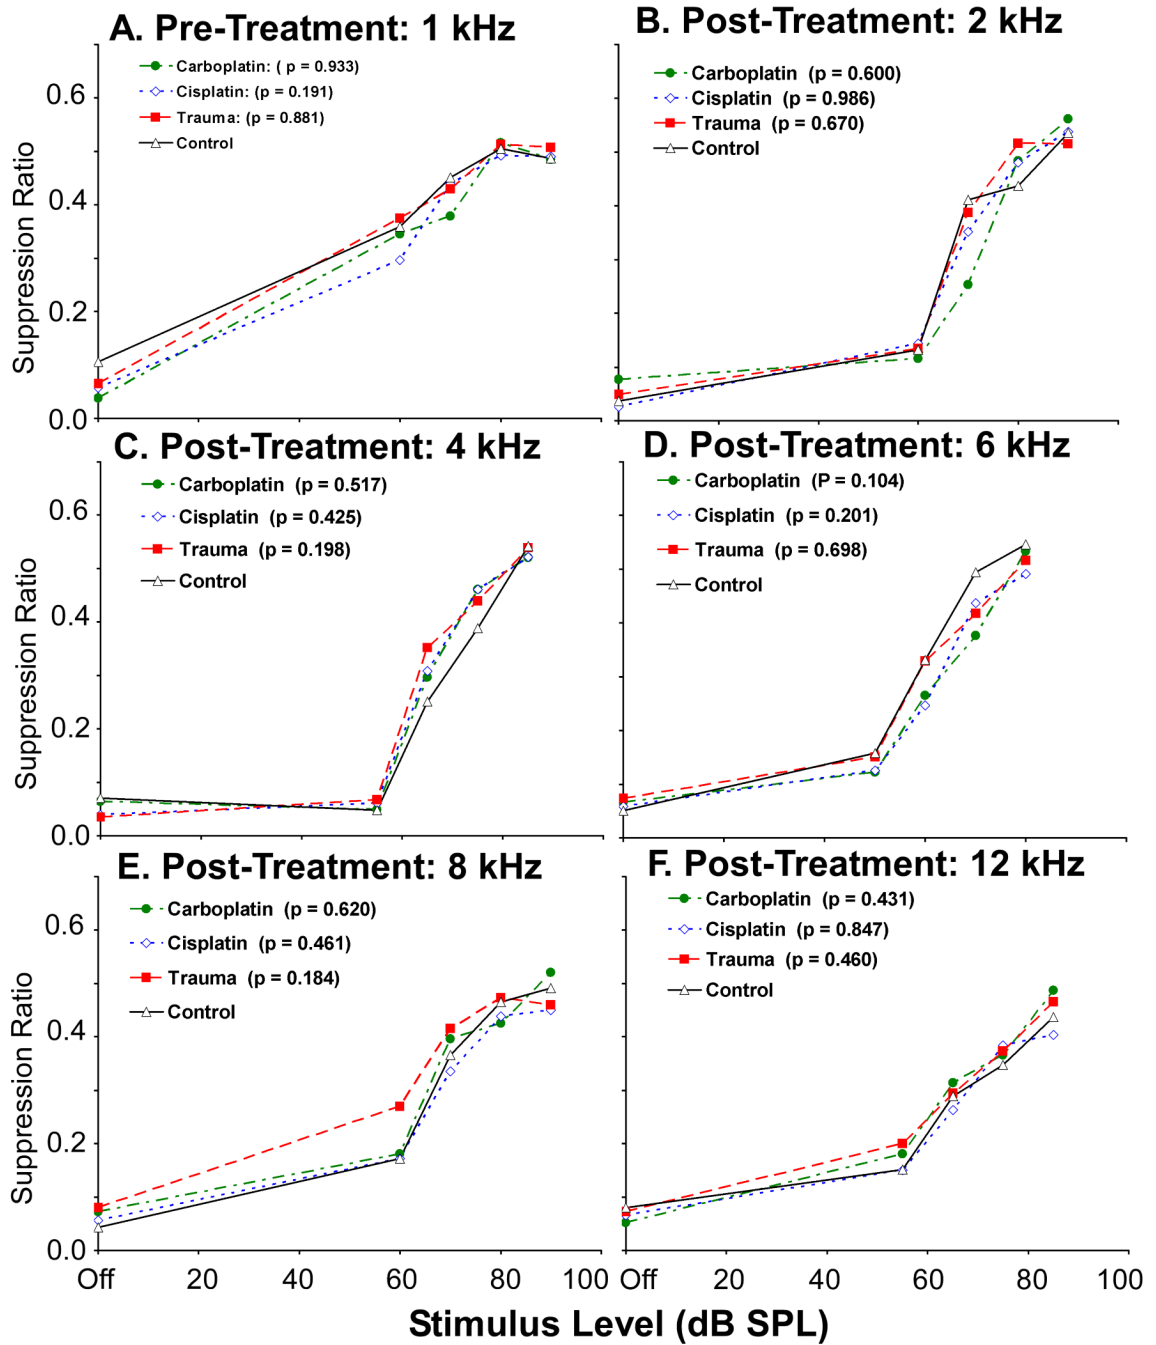 A. Pre-Treatment: 1 kHz
Carboplatin: ( p = 0.933)
Cisplatin: (p = 0.191)
Trauma: (p = 0.881)
Control
0.6
0.4
0.2
0.0
Suppression Ratio
B. Post-Treatment: 2 kHz
Carboplatin (p = 0.600)
Cisplatin (p = 0.986)
Trauma (p = 0.670)
Control
C. Post-Treatment: 4 kHz
Carboplatin (p = 0.517)
Cisplatin (p = 0.425)
Trauma (p = 0.198)
Control
0.6
0.4
0.2
0.0
Suppression Ratio
D. Post-Treatment: 6 kHz
Carboplatin (P = 0.104)
Cisplatin (p = 0.201)
Trauma (p = 0.698)
Control
E. Post-Treatment: 8 kHz
Carboplatin (p = 0.620)
Cisplatin (p = 0.461)
Trauma (p = 0.184)
Control
0.6
0.4
0.2
0.0
Suppression Ratio
Off 20 40 60 80 100
F. Post-Treatment: 12 kHz
Carboplatin (p = 0.431)
Cisplatin (p = 0.847)
Trauma (p = 0.460)
Control
Off 20 40 60 80 100
Stimulus Level (dB SPL)